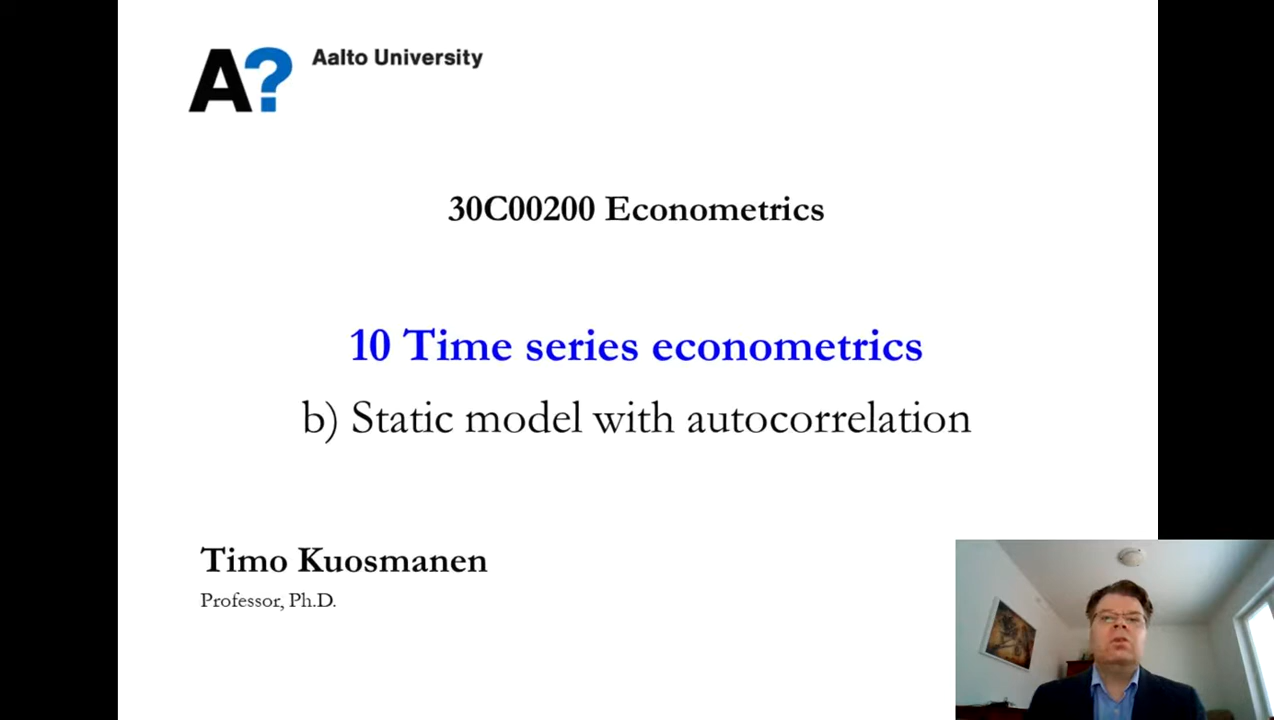 A?
Aalto University
30C00200 Econometrics
10 Time series econometrics
b) Static model with autocorrelation
Timo Kuosmanen
Professor, Ph.D.